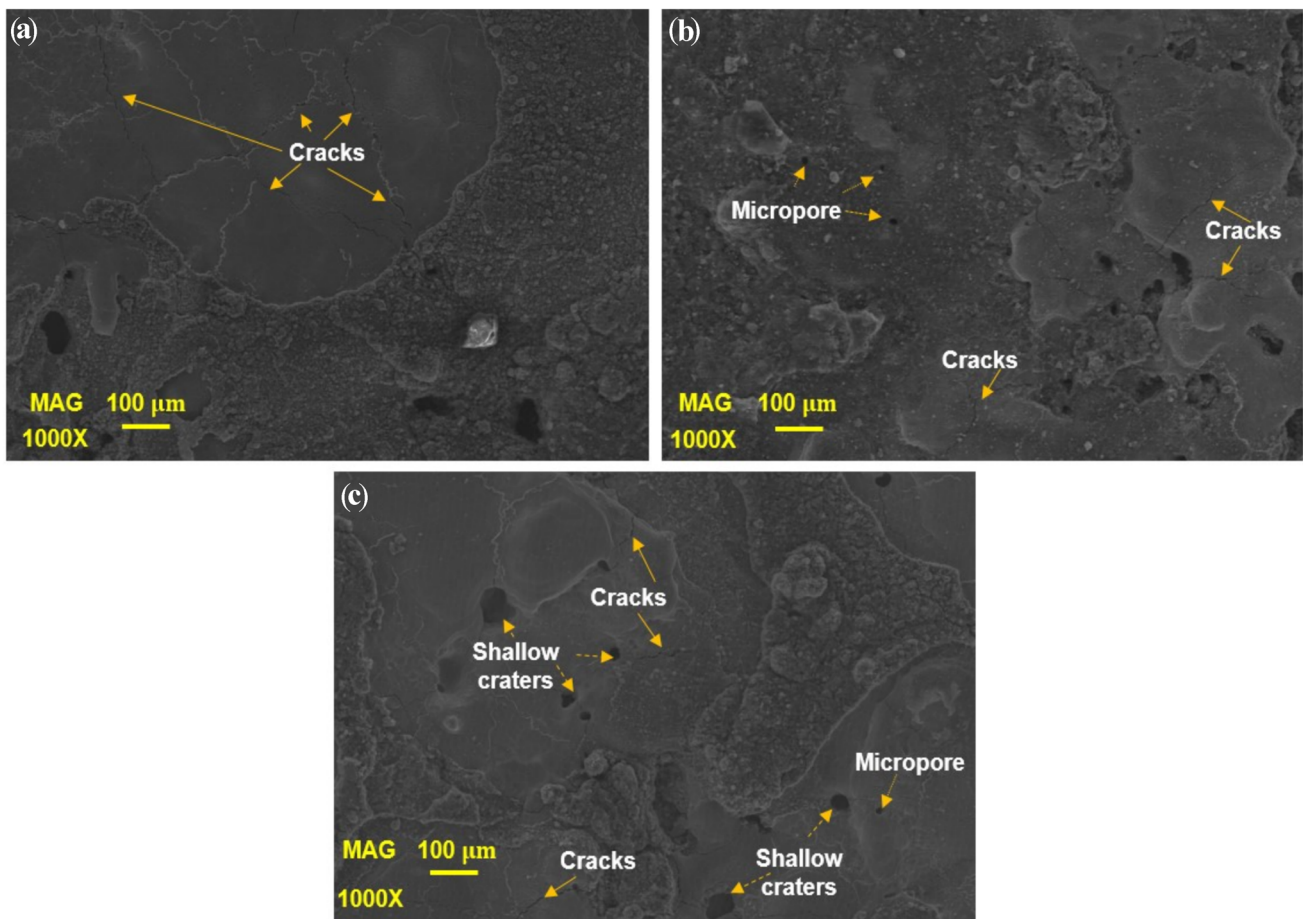 (a)
Cracks
MAG 100 μm
1000X
(b)
Micropore
Cracks
Cracks
MAG 100 μm
1000X
(c)
Cracks
Shallow
craters
Micropore
Shallow
craters
Cracks
MAG 100 μm
1000X